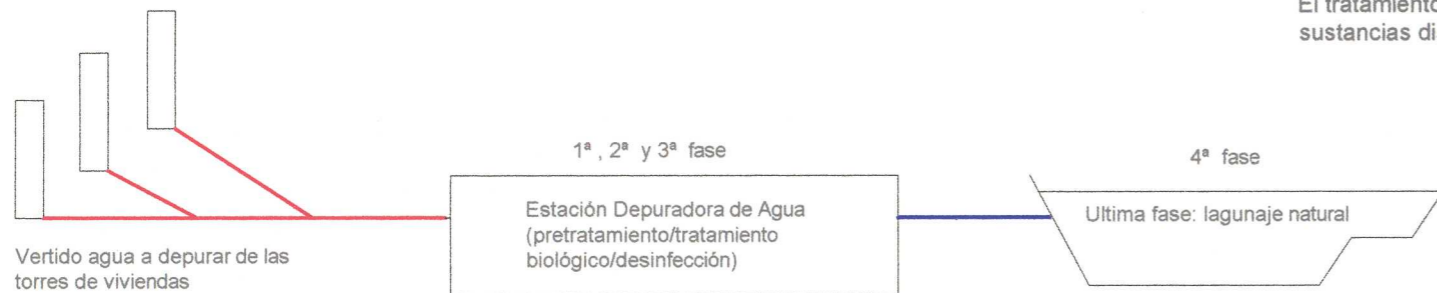 El tratamiento
sustancias
1ª , 2ª y 3ª fase
4ª fase
Estación Depuradora de Agua
(pretratamiento/tratamiento
biológico/desinfección)
Ultima fase: lagunaje natural
Vertido agua a depurar de las
torres de viviendas